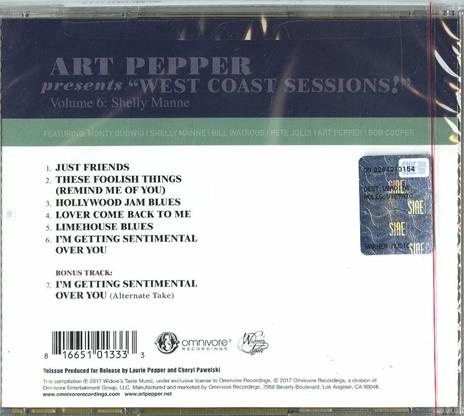 ART PEPPER
presents "WEST COAST SESSIONS!"
Volume 6: Shelly Manne
FEATURING: MONTY BUDWIG | SHELLY MANNE | BILL WATROUS | PETE JOLLY | ART PEPPER | BOB COOPER
1. JUST FRIENDS
2. THESE FOOLISH THINGS
(REMIND ME OF YOU)
3. HOLLYWOOD JAM BLUES
4. LOVER COME BACK TO ME
5. LIMEHOUSE BLUES
6. I'M GETTING SENTIMENTAL
OVER YOU
BONUS TRACK:
7. I'M GETTING SENTIMENTAL
OVER YOU (Alternate Take)
SIAE
SIAE
SIAE
SIAE
WARNER MUSIC
8 16651 01333 3
omnivore
RECORDINGS
Widow's
Taste
Reissue Produced for Release by Laurie Pepper and Cheryl Pawelski
This compilation ℗ 2017 Widow's Taste Music, under exclusive license to Omnivore Recordings. © 2017 Omnivore Recordings, a division of
Omnivore Entertainment Group, LLC. Manufactured and marketed by Omnivore Recordings, 7958 Beverly Boulevard, Los Angeles, CA 90048.
www.omnivorerecordings.com www.artpepper.net